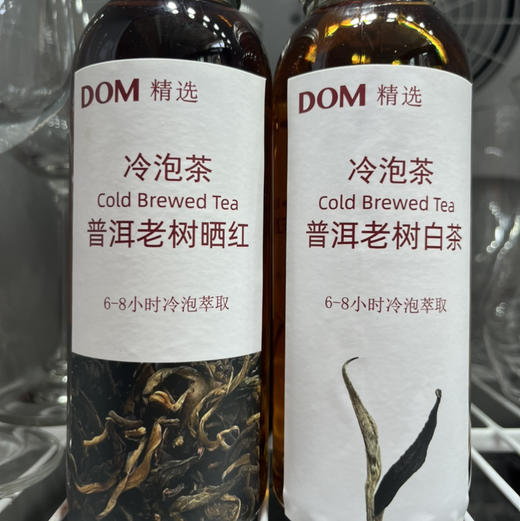 DOM 精选
冷泡茶
Cold Brewed Tea
普洱老树晒红
6-8小时冷泡萃取
DOM 精选
冷泡茶
Cold Brewed Tea
普洱老树白茶
6-8小时冷泡萃取